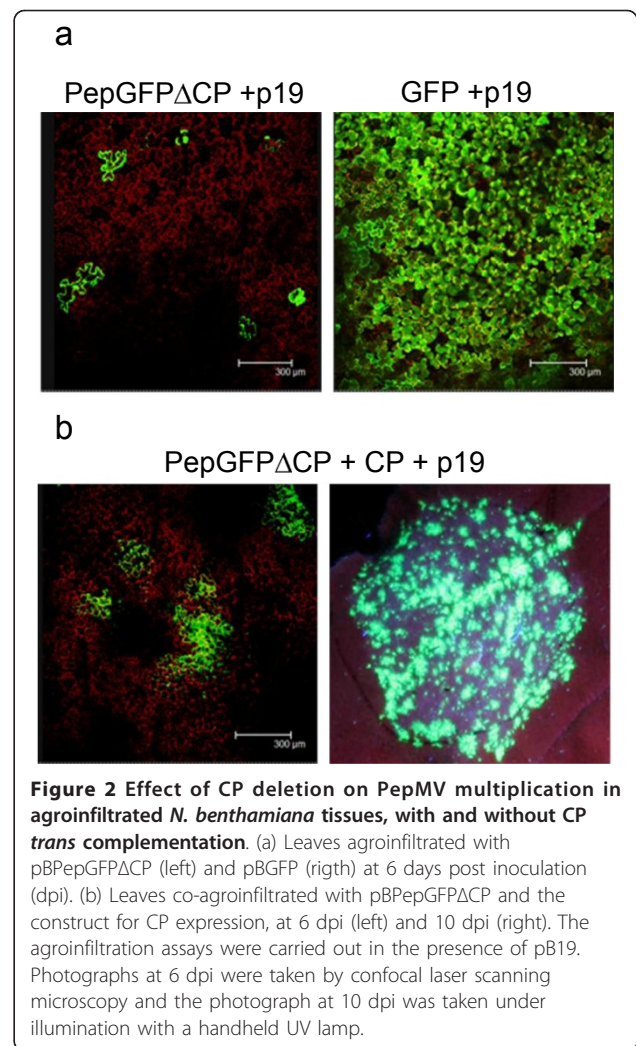 a
PepGFPΔCP +p19
GFP +p19
300 µm
300 µm
b
PepGFPΔCP + CP + p19
300 µm
Figure 2 Effect of CP deletion on PepMV multiplication in
agroinfiltrated N. benthamiana tissues, with and without CP
trans complementation. (a) Leaves agroinfiltrated with
pBPepGFPΔCP (left) and pBGFP (rigth) at 6 days post inoculation
(dpi). (b) Leaves co-agroinfiltrated with pBPepGFPΔCP and the
construct for CP expression, at 6 dpi (left) and 10 dpi (right). The
agroinfiltration assays were carried out in the presence of pB19.
Photographs at 6 dpi were taken by confocal laser scanning
microscopy and the photograph at 10 dpi was taken under
illumination with a handheld UV lamp.